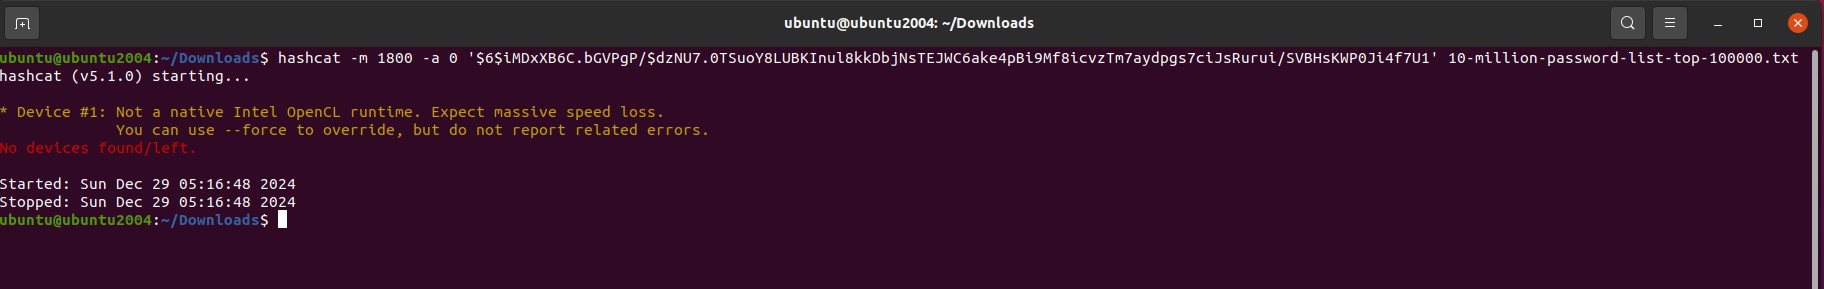 ubuntu@ubuntu2004: ~/Downloads
ubuntu@ubuntu2004:~/Downloads$ hashcat -m 1800 -a 0 '$6$iMDxXB6C.bGVPgP/$dzNU7.0TSuoY8LUBKInul8kkDbjNsTEJWC6ake4pBi9Mf8icvzTm7aydpgs7ciJsRurui/SVBHsKWP0Ji4f7U1' 10-million-password-list-top-100000.txt
hashcat (v5.1.0) starting...
* Device #1: Not a native Intel OpenCL runtime. Expect massive speed loss.
You can use --force to override, but do not report related errors.
No devices found/left.
Started: Sun Dec 29 05:16:48 2024
Stopped: Sun Dec 29 05:16:48 2024
ubuntu@ubuntu2004:~/Downloads$